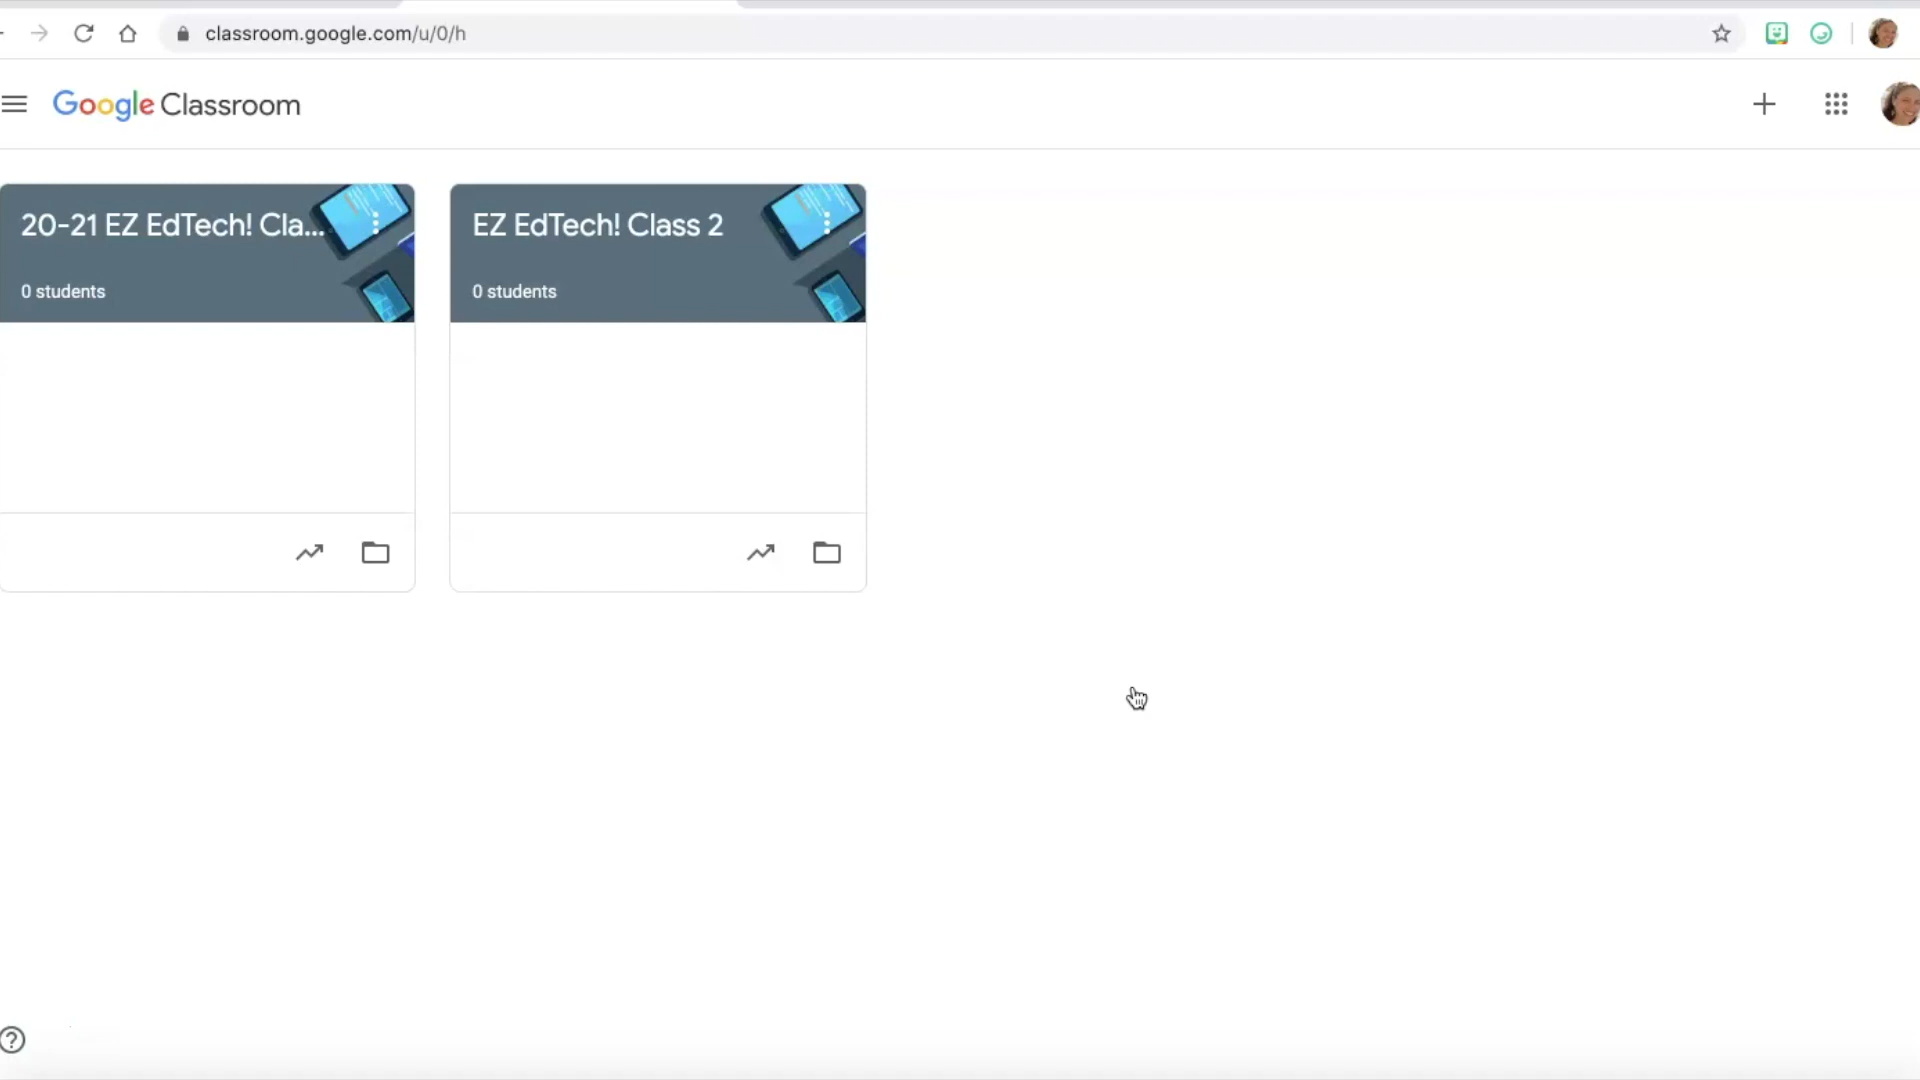 classroom.google.com/u/0/h
Google Classroom
20-21 EZ EdTech! Cla...
0 students
EZ EdTech! Class 2
0 students